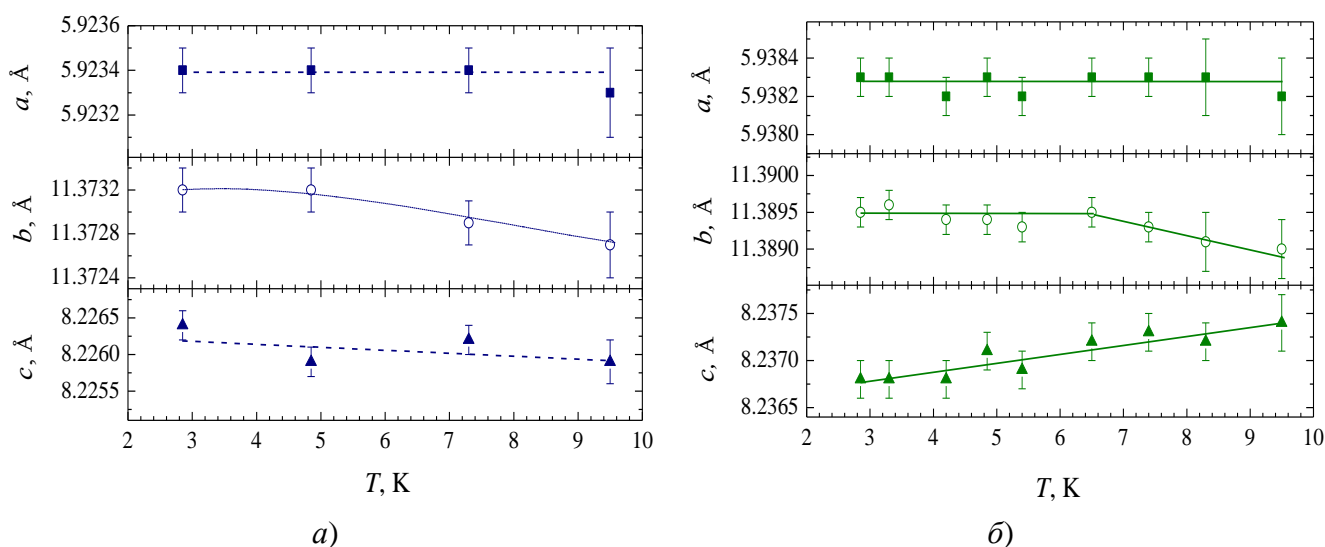 5.9236
5.9234
5.9232
a, Å
11.3732
11.3728
11.3724
b, Å
8.2265
8.2260
8.2255
c, Å
2 3 4 5 6 7 8 9 10
T, K
а)
5.9384
5.9382
5.9380
a, Å
11.3900
11.3895
11.3890
b, Å
8.2375
8.2370
8.2365
c, Å
2 3 4 5 6 7 8 9 10
T, K
б)